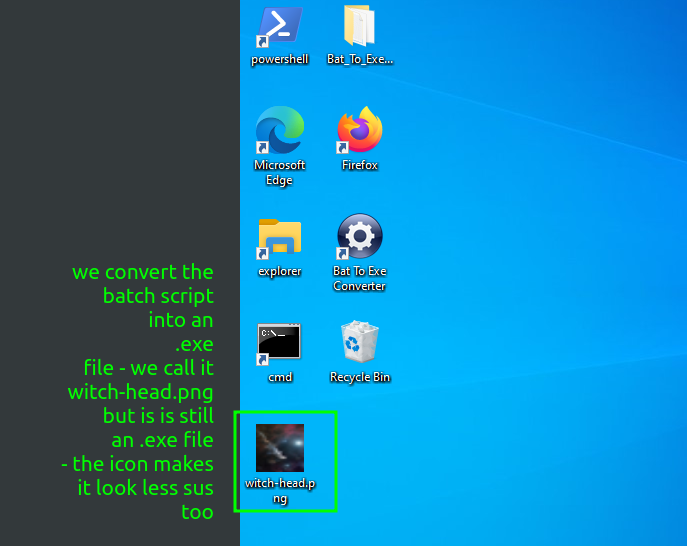 powershell
Bat_To_Exe...
Microsoft
Edge
Firefox
explorer
Bat To Exe
Converter
C:\_
cmd
Recycle Bin
witch-head.p
ng
we convert the
batch script
into an
.exe
file - we call it
witch-head.png
but is is still
an .exe file
- the icon makes
it look less sus
too